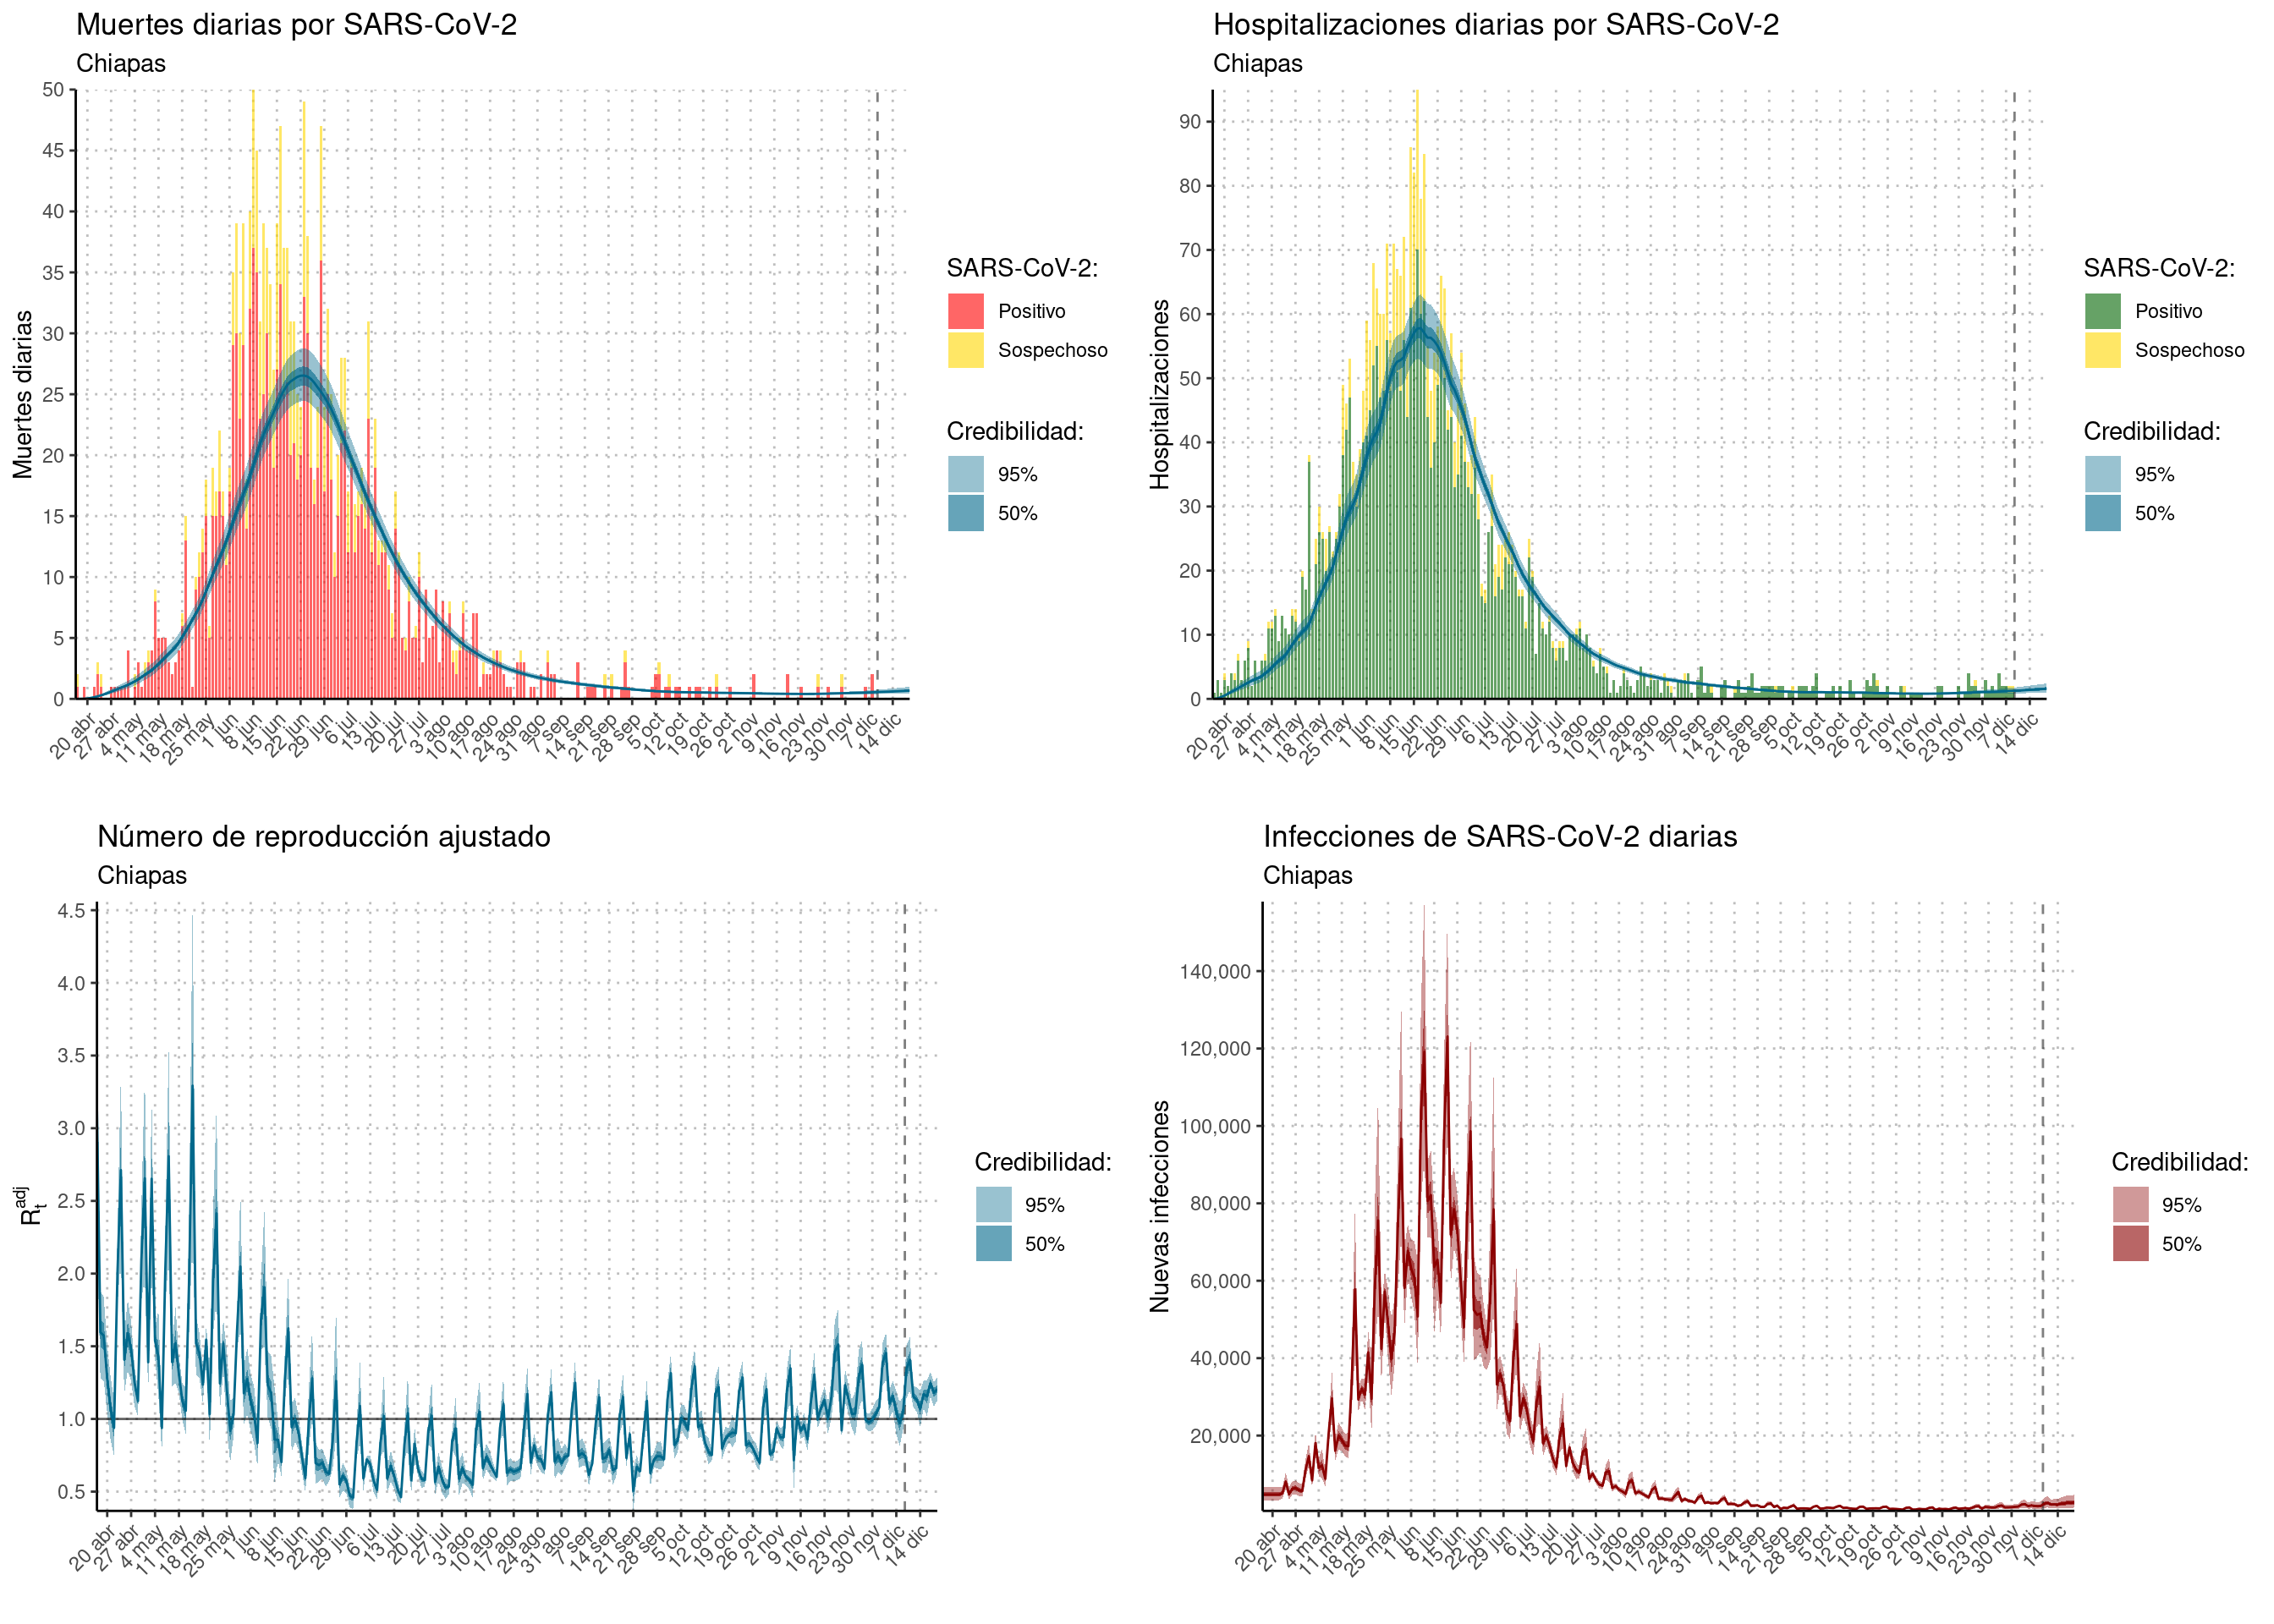 Muertes diarias por SARS-CoV-2
Chiapas
Muertes diarias
50
45
40
35
30
25
20
15
10
5
0
20 abr
27 abr
4 may
11 may
18 may
25 may
1 jun
8 jun
15 jun
22 jun
29 jun
6 jul
13 jul
20 jul
27 jul
3 ago
10 ago
17 ago
24 ago
31 ago
7 sep
14 sep
21 sep
28 sep
5 oct
12 oct
19 oct
26 oct
2 nov
9 nov
16 nov
23 nov
30 nov
7 dic
14 dic
SARS-CoV-2:
Positivo
Sospechoso
Credibilidad:
95%
50%
Hospitalizaciones diarias por SARS-CoV-2
Chiapas
Hospitalizaciones
90
80
70
60
50
40
30
20
10
0
20 abr
27 abr
4 may
11 may
18 may
25 may
1 jun
8 jun
15 jun
22 jun
29 jun
6 jul
13 jul
20 jul
27 jul
3 ago
10 ago
17 ago
24 ago
31 ago
7 sep
14 sep
21 sep
28 sep
5 oct
12 oct
19 oct
26 oct
2 nov
9 nov
16 nov
23 nov
30 nov
7 dic
14 dic
SARS-CoV-2:
Positivo
Sospechoso
Credibilidad:
95%
50%
Número de reproducción ajustado
Chiapas
R_t^adj
4.5
4.0
3.5
3.0
2.5
2.0
1.5
1.0
0.5
20 abr
27 abr
4 may
11 may
18 may
25 may
1 jun
8 jun
15 jun
22 jun
29 jun
6 jul
13 jul
20 jul
27 jul
3 ago
10 ago
17 ago
24 ago
31 ago
7 sep
14 sep
21 sep
28 sep
5 oct
12 oct
19 oct
26 oct
2 nov
9 nov
16 nov
23 nov
30 nov
7 dic
14 dic
Credibilidad:
95%
50%
Infecciones de SARS-CoV-2 diarias
Chiapas
Nuevas infecciones
140,000
120,000
100,000
80,000
60,000
40,000
20,000
20 abr
27 abr
4 may
11 may
18 may
25 may
1 jun
8 jun
15 jun
22 jun
29 jun
6 jul
13 jul
20 jul
27 jul
3 ago
10 ago
17 ago
24 ago
31 ago
7 sep
14 sep
21 sep
28 sep
5 oct
12 oct
19 oct
26 oct
2 nov
9 nov
16 nov
23 nov
30 nov
7 dic
14 dic
Credibilidad:
95%
50%